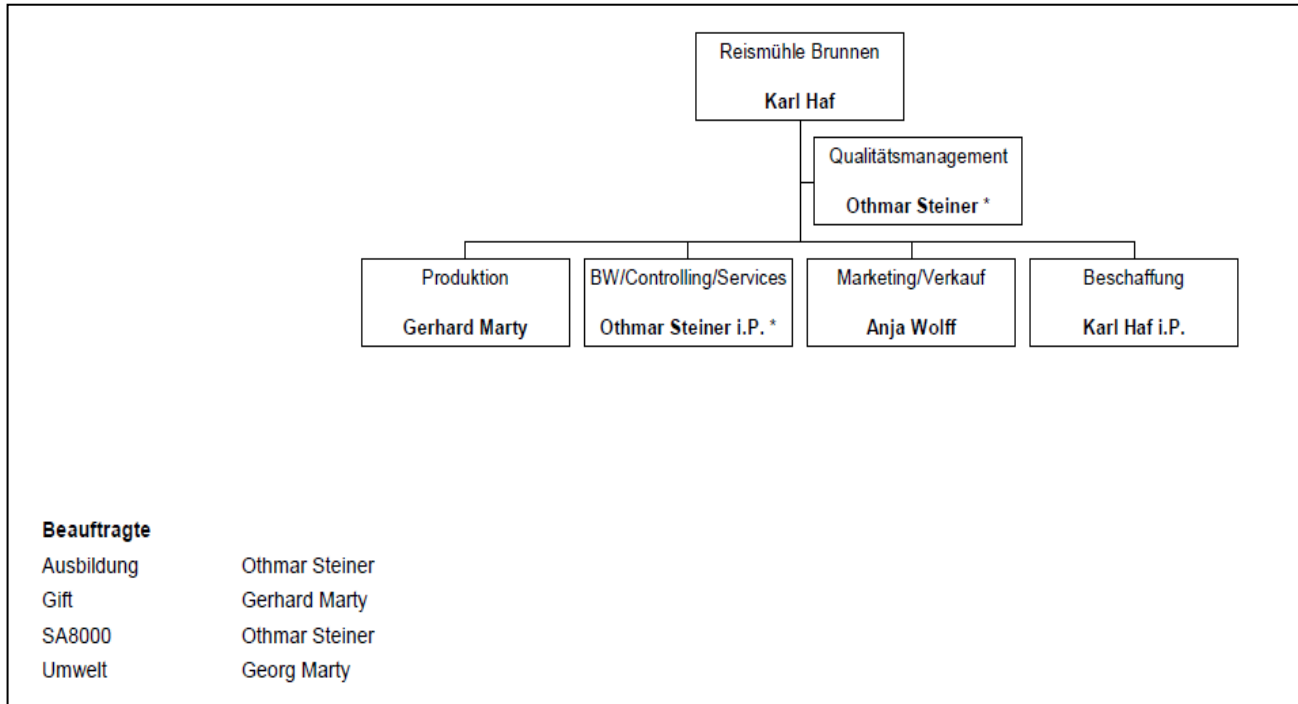 Reismühle Brunnen
Karl Haf
Qualitätsmanagement
Othmar Steiner *
Produktion
Gerhard Marty
BW/Controlling/Services
Othmar Steiner i.P. *
Marketing/Verkauf
Anja Wolff
Beschaffung
Karl Haf i.P.
Beauftragte
Ausbildung Othmar Steiner
Gift Gerhard Marty
SA8000 Othmar Steiner
Umwelt Georg Marty